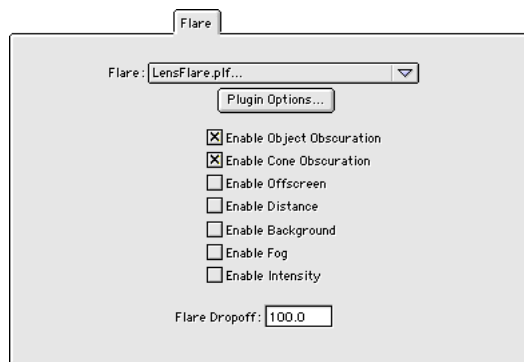 Flare
Flare: LensFlare.plf...
Plugin Options...
Enable Object Obscuration
Enable Cone Obscuration
Enable Offscreen
Enable Distance
Enable Background
Enable Fog
Enable Intensity
Flare Dropoff: 100.0